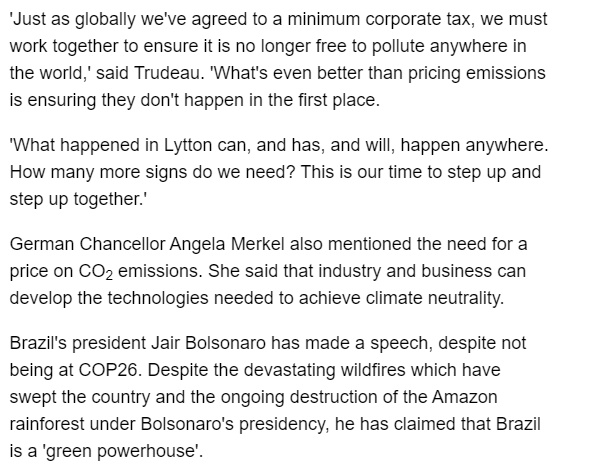 'Just as globally we've agreed to a minimum corporate tax, we must
work together to ensure it is no longer free to pollute anywhere in
the world,' said Trudeau. 'What's even better than pricing emissions
is ensuring they don't happen in the first place.
'What happened in Lytton can, and has, and will, happen anywhere.
How many more signs do we need? This is our time to step up and
step up together.'
German Chancellor Angela Merkel also mentioned the need for a
price on CO₂ emissions. She said that industry and business can
develop the technologies needed to achieve climate neutrality.
Brazil's president Jair Bolsonaro has made a speech, despite not
being at COP26. Despite the devastating wildfires which have
swept the country and the ongoing destruction of the Amazon
rainforest under Bolsonaro's presidency, he has claimed that Brazil
is a 'green powerhouse'.